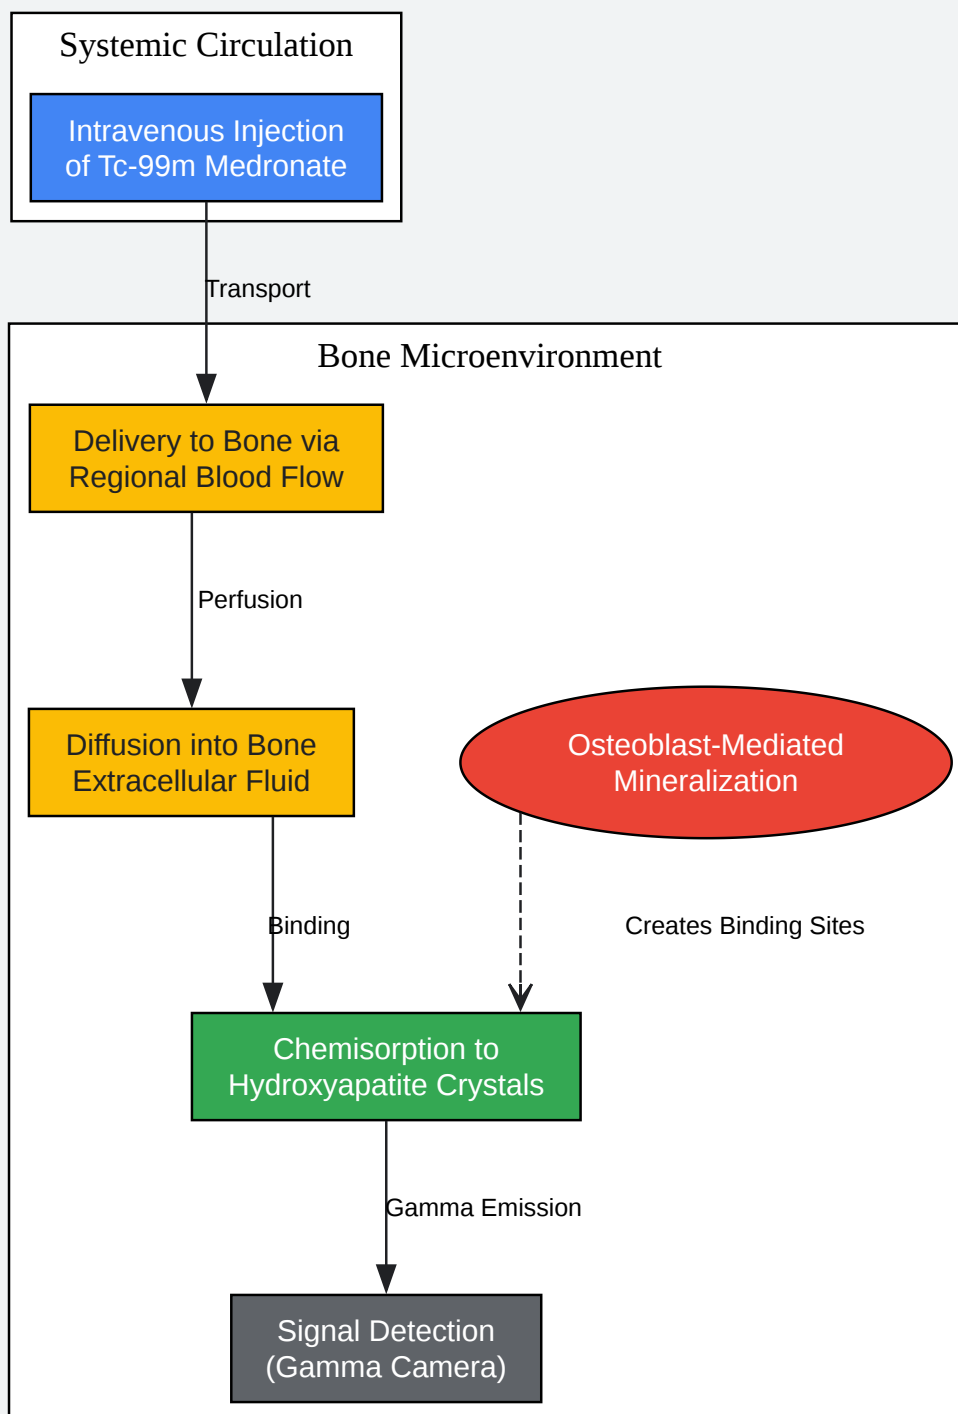 Systemic Circulation
Intravenous Injection
of Tc-99m Medronate
Transport
Bone Microenvironment
Delivery to Bone via
Regional Blood Flow
Perfusion
Diffusion into Bone
Extracellular Fluid
Osteoblast-Mediated
Mineralization
Binding
Creates Binding Sites
Chemisorption to
Hydroxyapatite Crystals
Gamma Emission
Signal Detection
(Gamma Camera)